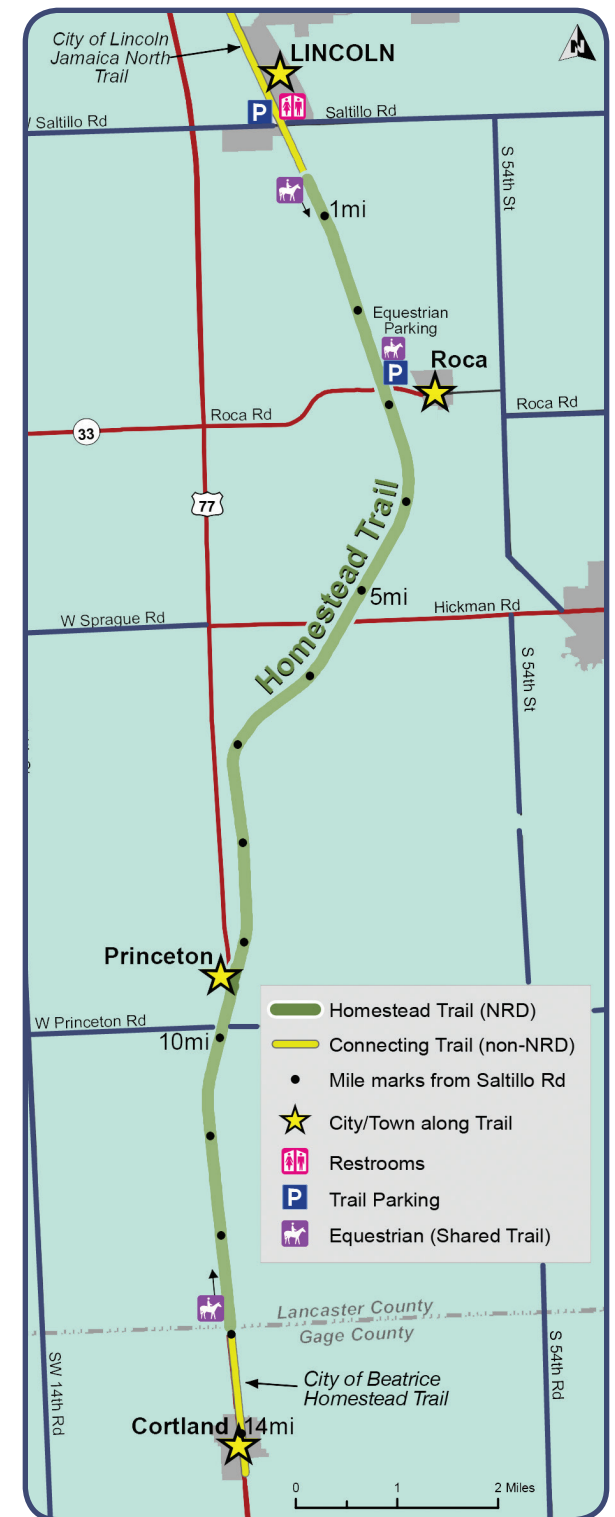 City of Lincoln
Jamaica North
Trail
LINCOLN
N
P
Saltillo Rd
Saltillo Rd
S 54th St
1mi
Equestrian
Parking
P
Roca
Roca Rd
Roca Rd
33
77
Homestead Trail
5mi
Hickman Rd
W Sprague Rd
S 54th St
Princeton
W Princeton Rd
10mi
Homestead Trail (NRD)
Connecting Trail (non-NRD)
Mile marks from Saltillo Rd
City/Town along Trail
Restrooms
P
Trail Parking
Equestrian (Shared Trail)
Lancaster County
Gage County
SW 14th Rd
S 54th Rd
City of Beatrice
Homestead Trail
Cortland
14mi
0 1 2 Miles